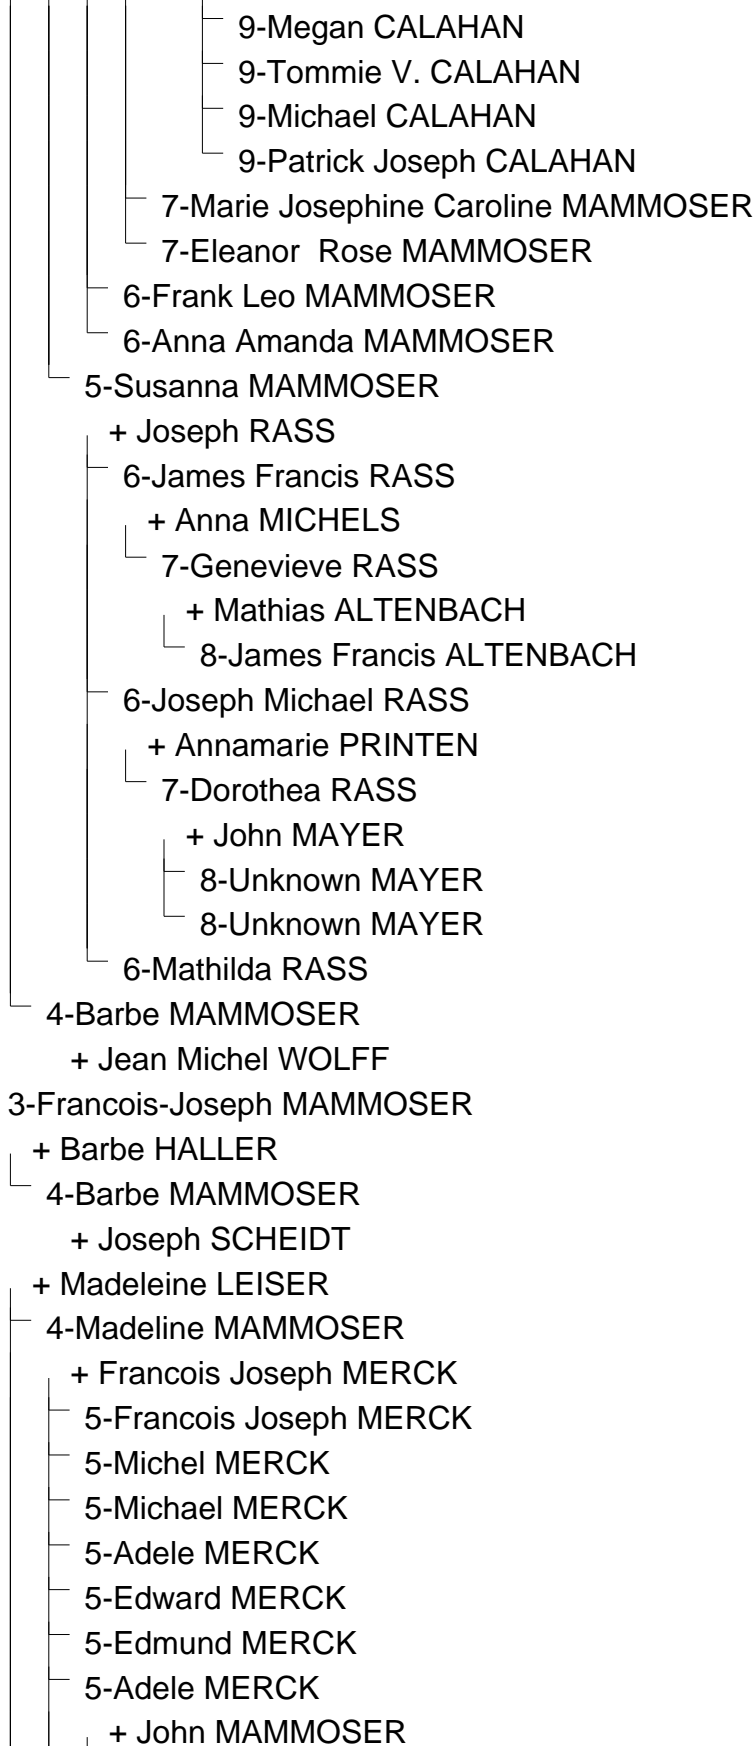 9-Megan CALAHAN
9-Tommie V. CALAHAN
9-Michael CALAHAN
9-Patrick Joseph CALAHAN
7-Marie Josephine Caroline MAMMOSER
7-Eleanor  Rose MAMMOSER
6-Frank Leo MAMMOSER
6-Anna Amanda MAMMOSER
5-Susanna MAMMOSER
+ Joseph RASS
6-James Francis RASS
+ Anna MICHELS
7-Genevieve RASS
+ Mathias ALTENBACH
8-James Francis ALTENBACH
6-Joseph Michael RASS
+ Annamarie PRINTEN
7-Dorothea RASS
+ John MAYER
8-Unknown MAYER
8-Unknown MAYER
6-Mathilda RASS
4-Barbe MAMMOSER
+ Jean Michel WOLFF
3-Francois-Joseph MAMMOSER
+ Barbe HALLER
4-Barbe MAMMOSER
+ Joseph SCHEIDT
+ Madeleine LEISER
4-Madeline MAMMOSER
+ Francois Joseph MERCK
5-Francois Joseph MERCK
5-Michel MERCK
5-Michael MERCK
5-Adele MERCK
5-Edward MERCK
5-Edmund MERCK
5-Adele MERCK
+ John MAMMOSER